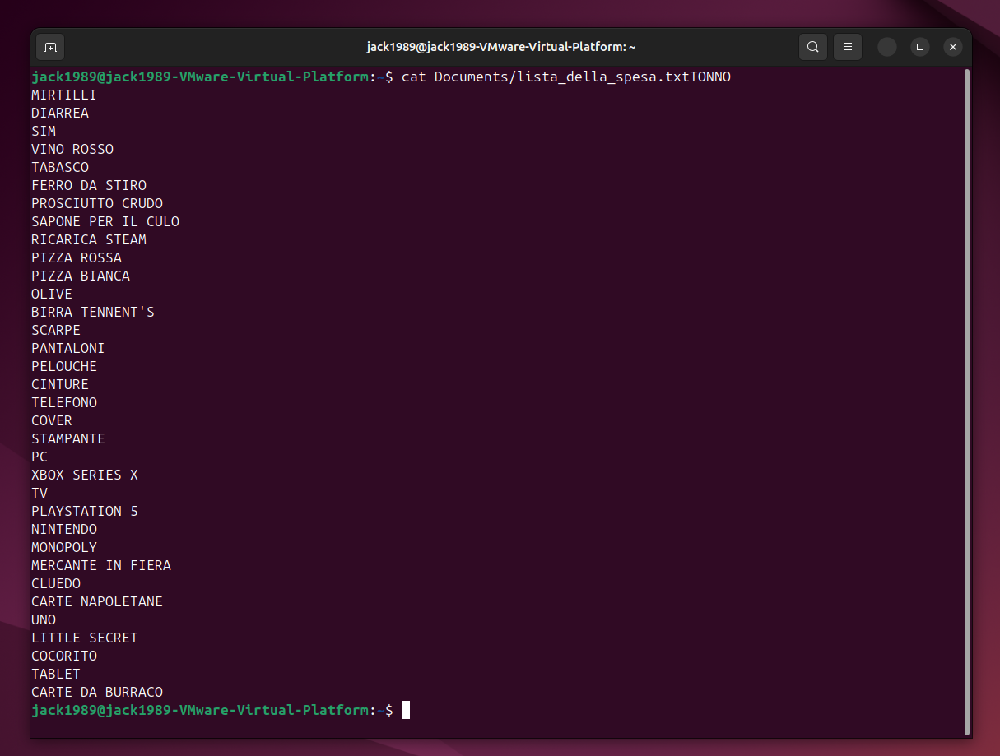 jack1989@jack1989-VMware-Virtual-Platform: ~
jack1989@jack1989-VMware-Virtual-Platform:~$ cat Documents/lista_della_spesa.txtTONNO
MIRTILLI
DIARREA
SIM
VINO ROSSO
TABASCO
FERRO DA STIRO
PROSCIUTTO CRUDO
SAPONE PER IL CULO
RICARICA STEAM
PIZZA ROSSA
PIZZA BIANCA
OLIVE
BIRRA TENNENT'S
SCARPE
PANTALONI
PELOUCHE
CINTURE
TELEFONO
COVER
STAMPANTE
PC
XBOX SERIES X
TV
PLAYSTATION 5
NINTENDO
MONOPOLY
MERCANTE IN FIERA
CLUEDO
CARTE NAPOLETANE
UNO
LITTLE SECRET
COCORITO
TABLET
CARTE DA BURRACO
jack1989@jack1989-VMware-Virtual-Platform:~$